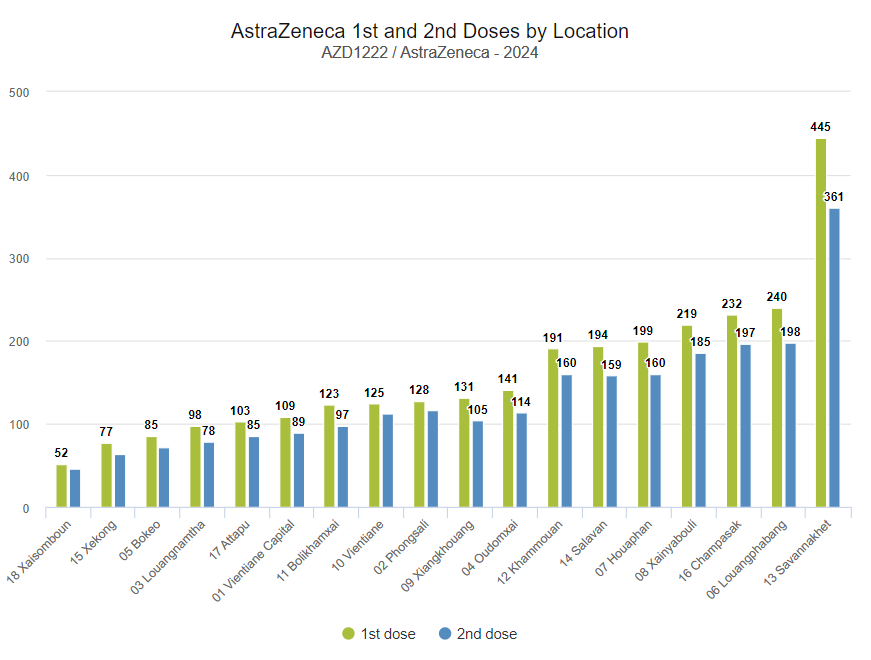 AstraZeneca 1st and 2nd Doses by Location
AZD1222 / AstraZeneca - 2024
500
400
300
200
100
0
52
77
85
98
78
103
85
109
89
123
97
125
128
131
105
141
114
191
160
194
159
199
160
219
185
232
197
240
198
445
361
18 Xaisomboun
15 Xekong
05 Bokeo
03 Louangnamtha
17 Attapu
01 Vientiane Capital
11 Bolikhamxai
10 Vientiane
02 Phongsali
09 Xiangkhouang
04 Oudomxai
12 Khammouan
14 Salavan
07 Houaphan
08 Xainyabouli
16 Champasak
06 Louangphabang
13 Savannakhet
1st dose
2nd dose